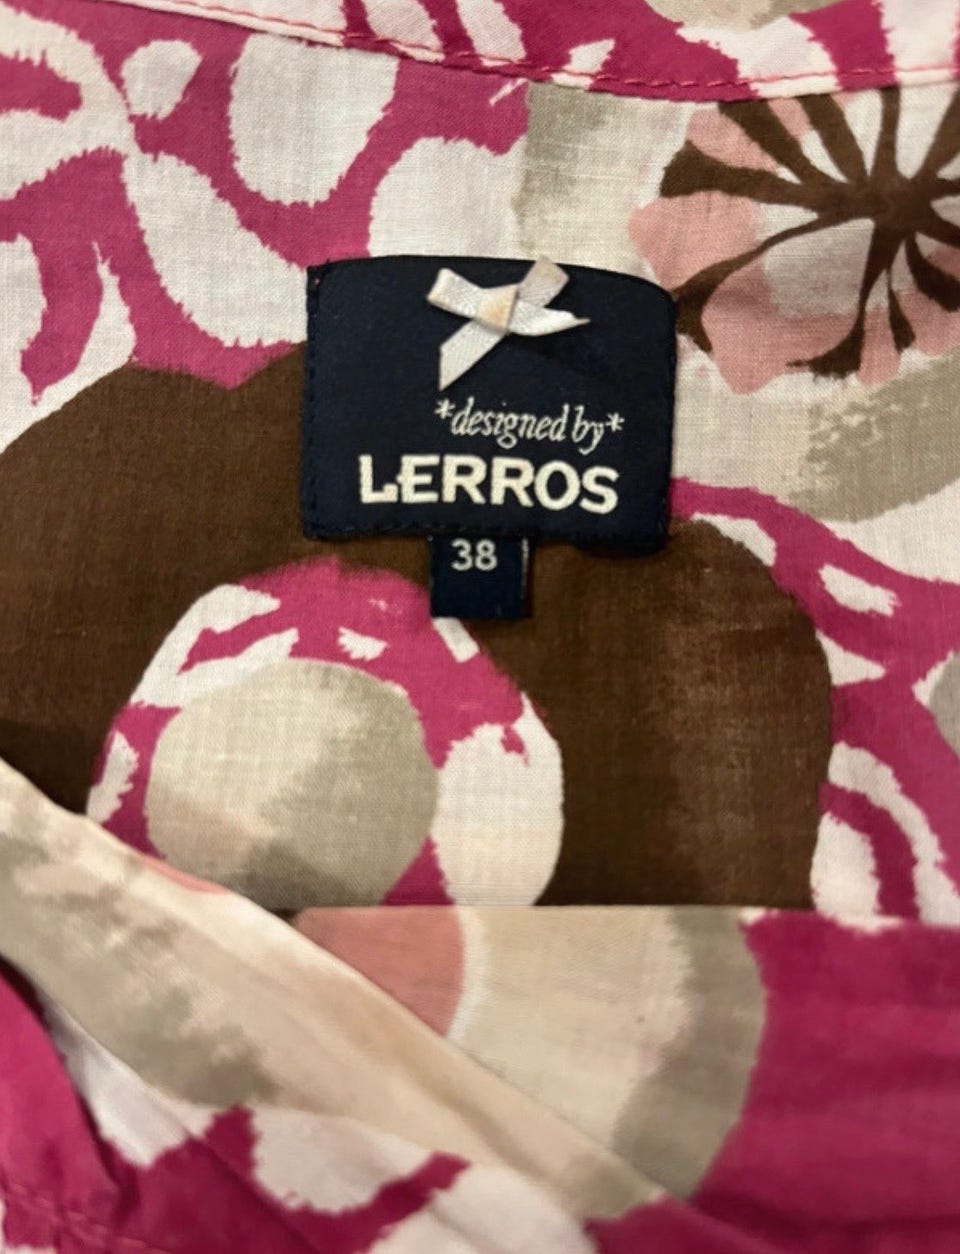 *designed by*
LERROS
38